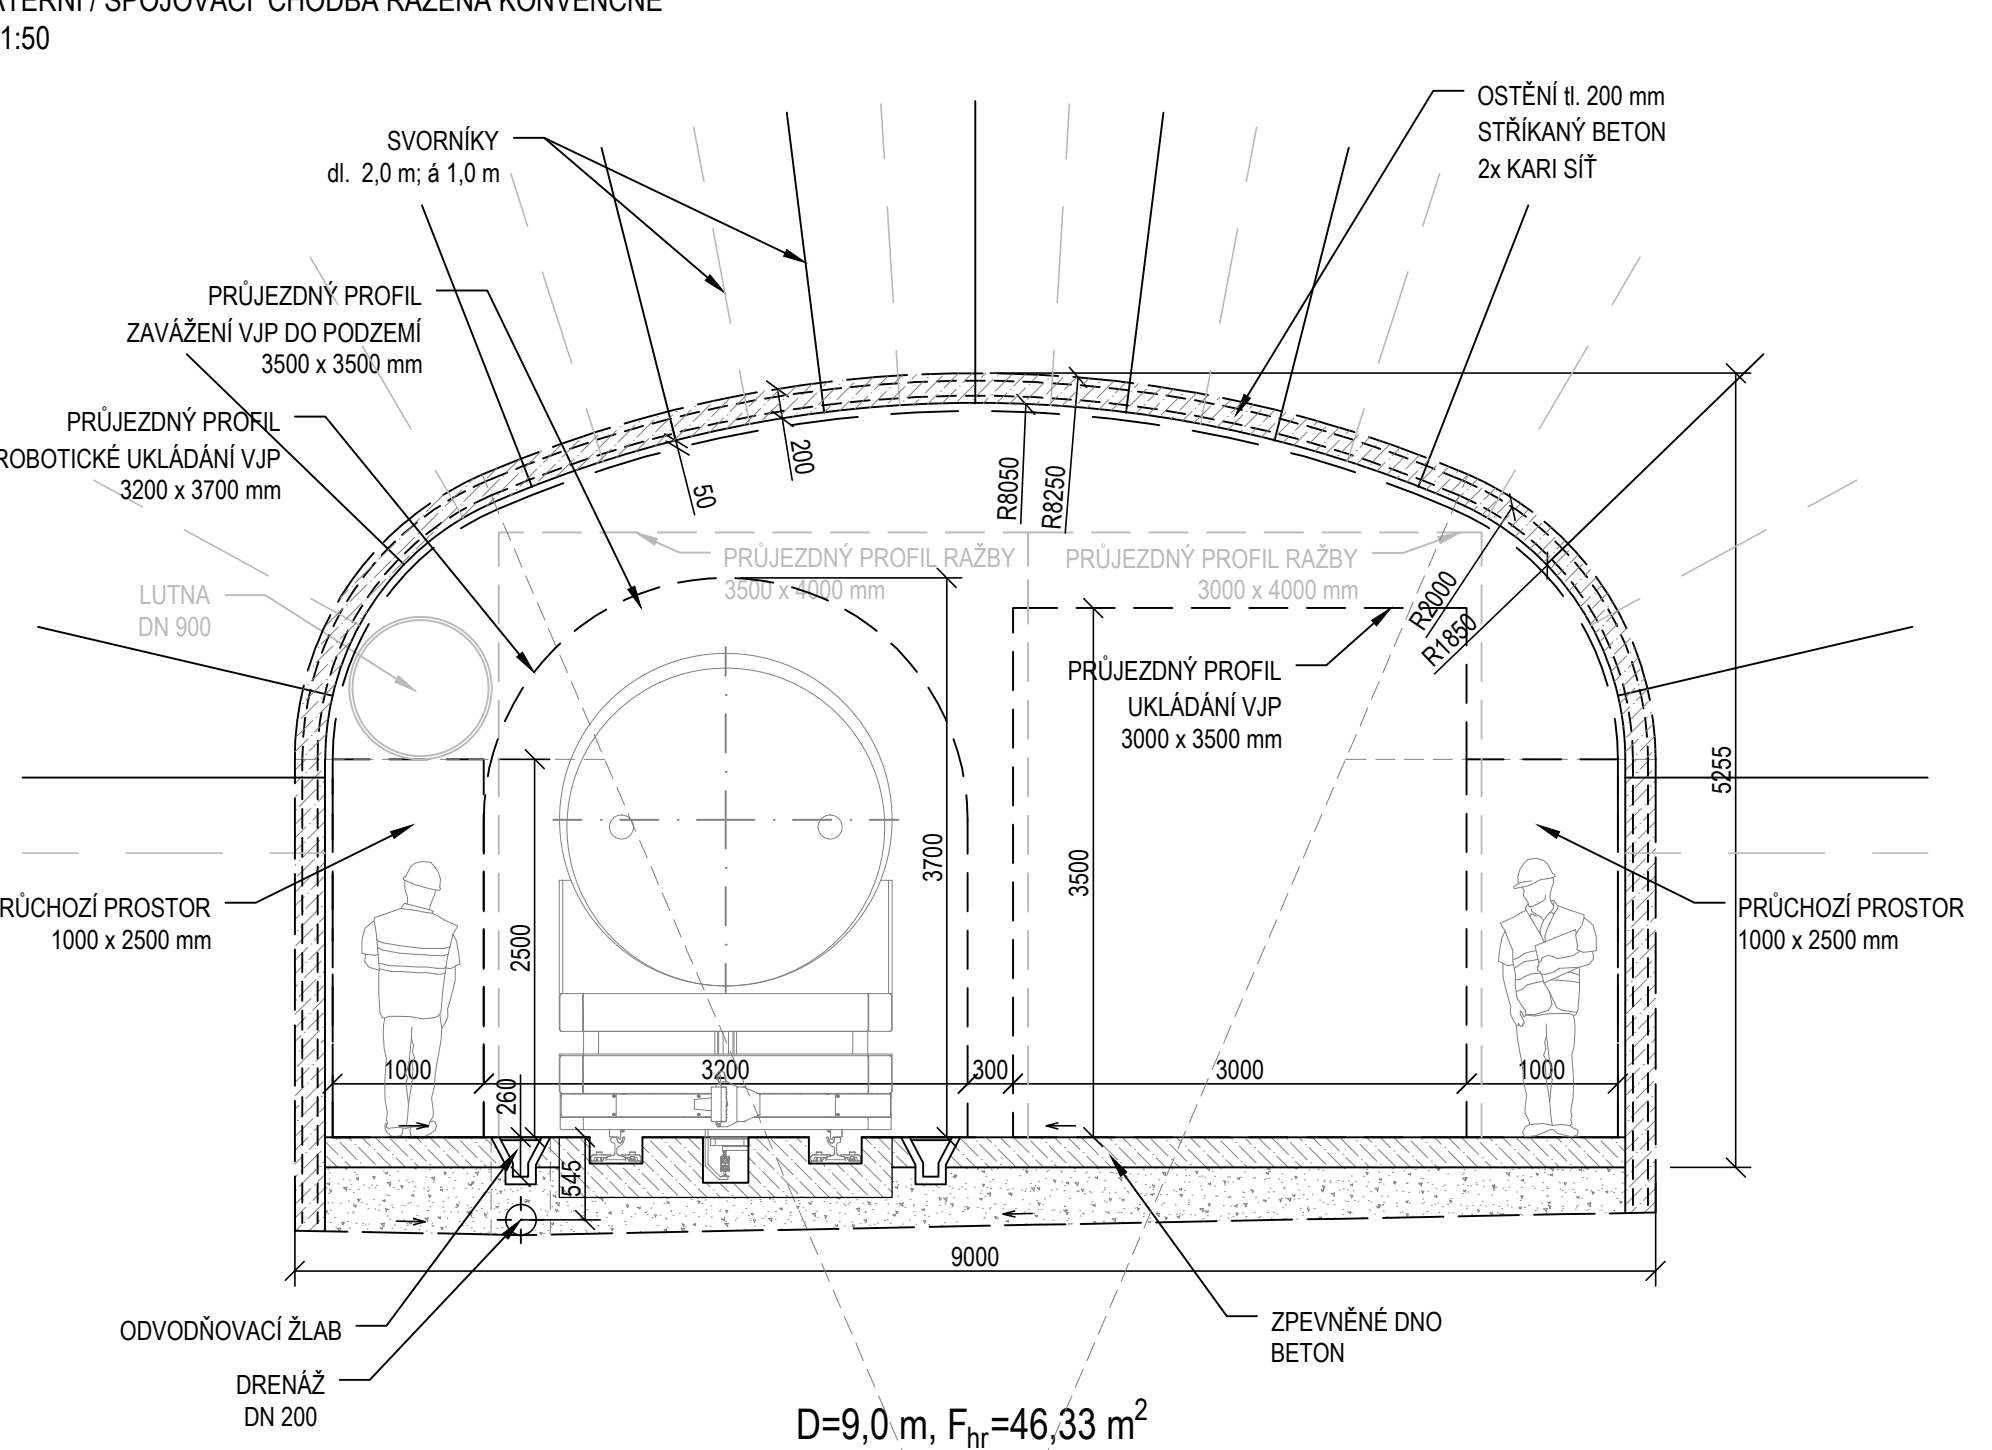 / SPOJOVACÍ CHODBA RAŽENÁ KONVENČNĚ
1:50
OSTĚNÍ tl. 200 mm
STŘÍKANÝ BETON
2x KARI SÍŤ
SVORNÍKY
dl. 2,0 m; á 1,0 m
PRŮJEZDNÝ PROFIL
ZAVÁŽENÍ VJP DO PODZEMÍ
3500 x 3500 mm
PRŮJEZDNÝ PROFIL
ROBOTICKÉ UKLÁDÁNÍ VJP
3200 x 3700 mm
200
50
R8050
R8250
PRŮJEZDNÝ PROFIL RAŽBY
3500 x 4000 mm
PRŮJEZDNÝ PROFIL RAŽBY
3000 x 4000 mm
LUTNA
DN 900
R2000
R1850
PRŮJEZDNÝ PROFIL
UKLÁDÁNÍ VJP
3000 x 3500 mm
5255
3700
3500
2500
RŮCHOZÍ PROSTOR
1000 x 2500 mm
PRŮCHOZÍ PROSTOR
1000 x 2500 mm
1000
3200
300
3000
1000
260
545
9000
ODVODŇOVACÍ ŽLAB
DRENÁŽ
DN 200
ZPEVNĚNÉ DNO
BETON
D=9,0 m, Fhr=46,33 m²